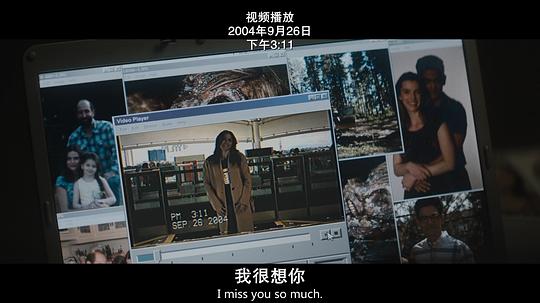 视频播放
2004年9月26日
下午3:11
Video Player
PM 3:11
SEP 26 2004
我很想你
I miss you so much.